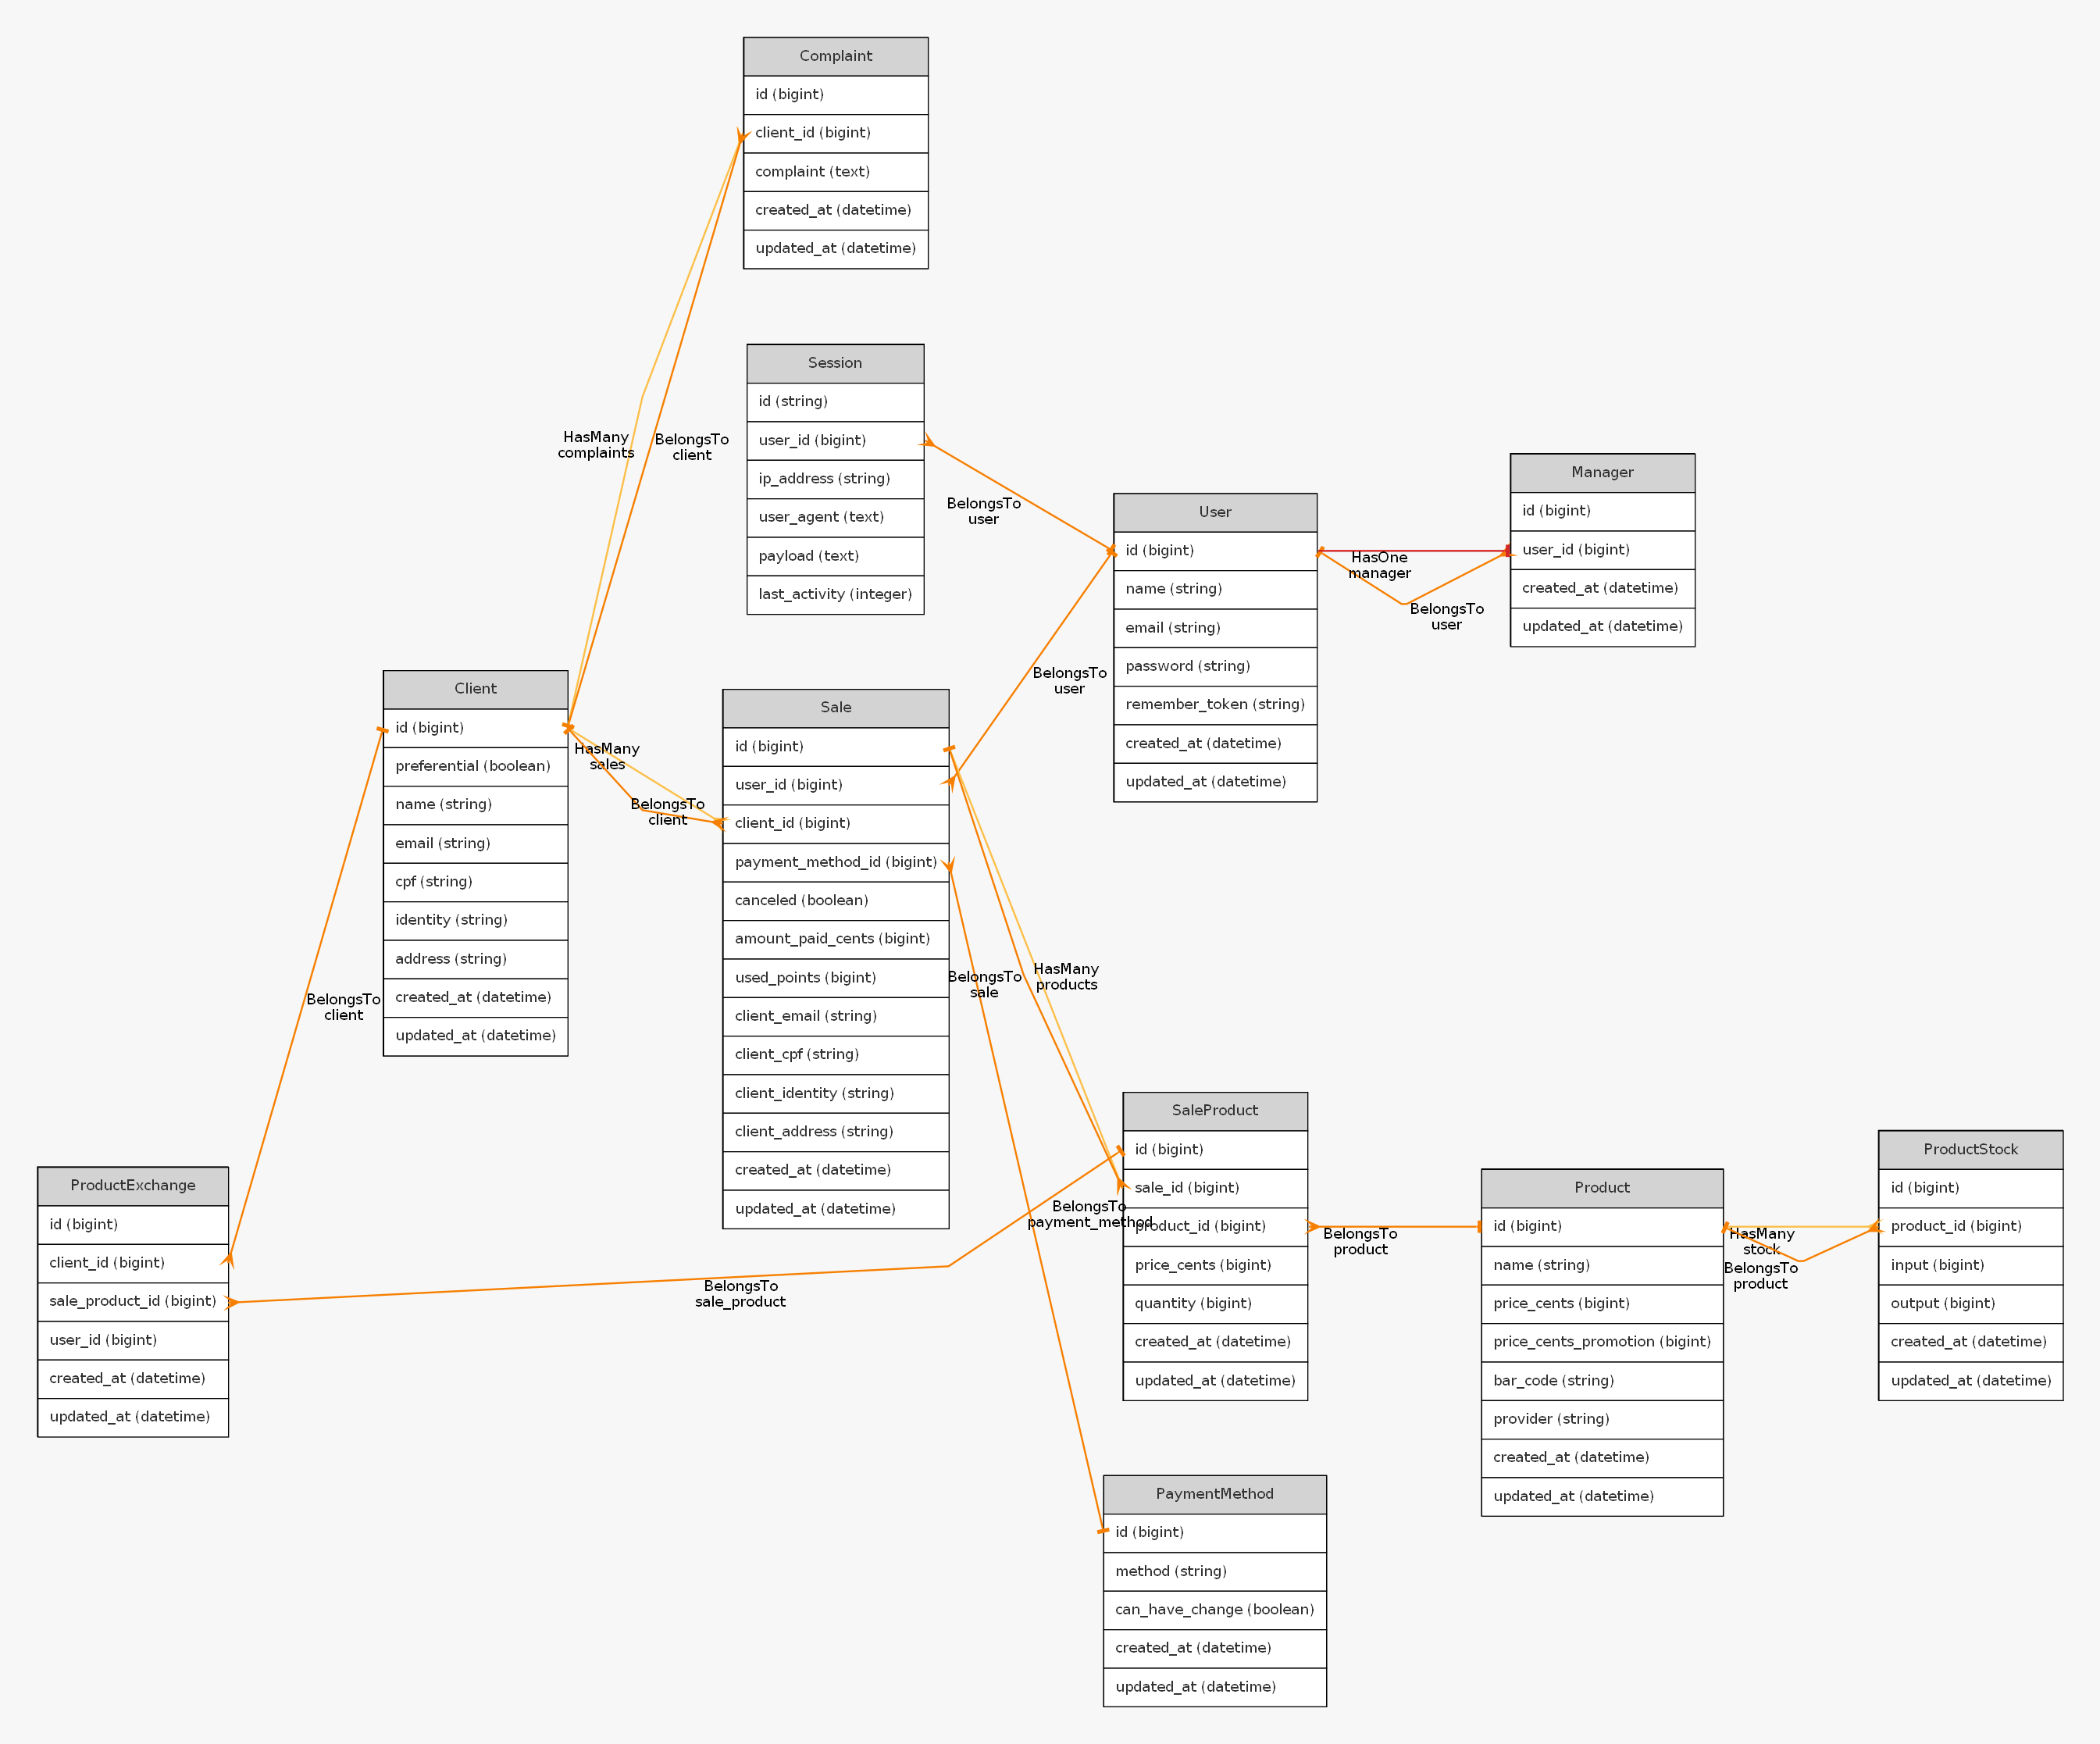 Complaint
id (bigint)
client_id (bigint)
complaint (text)
created_at (datetime)
updated_at (datetime)
Session
id (string)
user_id (bigint)
ip_address (string)
user_agent (text)
payload (text)
last_activity (integer)
HasMany
complaints
BelongsTo
client
BelongsTo
user
User
id (bigint)
name (string)
email (string)
password (string)
remember_token (string)
created_at (datetime)
updated_at (datetime)
HasOne
manager
BelongsTo
user
Manager
id (bigint)
user_id (bigint)
created_at (datetime)
updated_at (datetime)
Client
id (bigint)
preferential (boolean)
name (string)
email (string)
cpf (string)
identity (string)
address (string)
created_at (datetime)
updated_at (datetime)
HasMany
sales
BelongsTo
client
Sale
id (bigint)
user_id (bigint)
client_id (bigint)
payment_method_id (bigint)
canceled (boolean)
amount_paid_cents (bigint)
used_points (bigint)
client_email (string)
client_cpf (string)
client_identity (string)
client_address (string)
created_at (datetime)
updated_at (datetime)
BelongsTo
user
BelongsTo
sale
HasMany
products
BelongsTo
client
ProductExchange
id (bigint)
client_id (bigint)
sale_product_id (bigint)
user_id (bigint)
created_at (datetime)
updated_at (datetime)
BelongsTo
sale_product
BelongsTo
payment_method
SaleProduct
id (bigint)
sale_id (bigint)
product_id (bigint)
price_cents (bigint)
quantity (bigint)
created_at (datetime)
updated_at (datetime)
BelongsTo
product
Product
id (bigint)
name (string)
price_cents (bigint)
price_cents_promotion (bigint)
bar_code (string)
provider (string)
created_at (datetime)
updated_at (datetime)
HasMany
stock
BelongsTo
product
ProductStock
id (bigint)
product_id (bigint)
input (bigint)
output (bigint)
created_at (datetime)
updated_at (datetime)
PaymentMethod
id (bigint)
method (string)
can_have_change (boolean)
created_at (datetime)
updated_at (datetime)